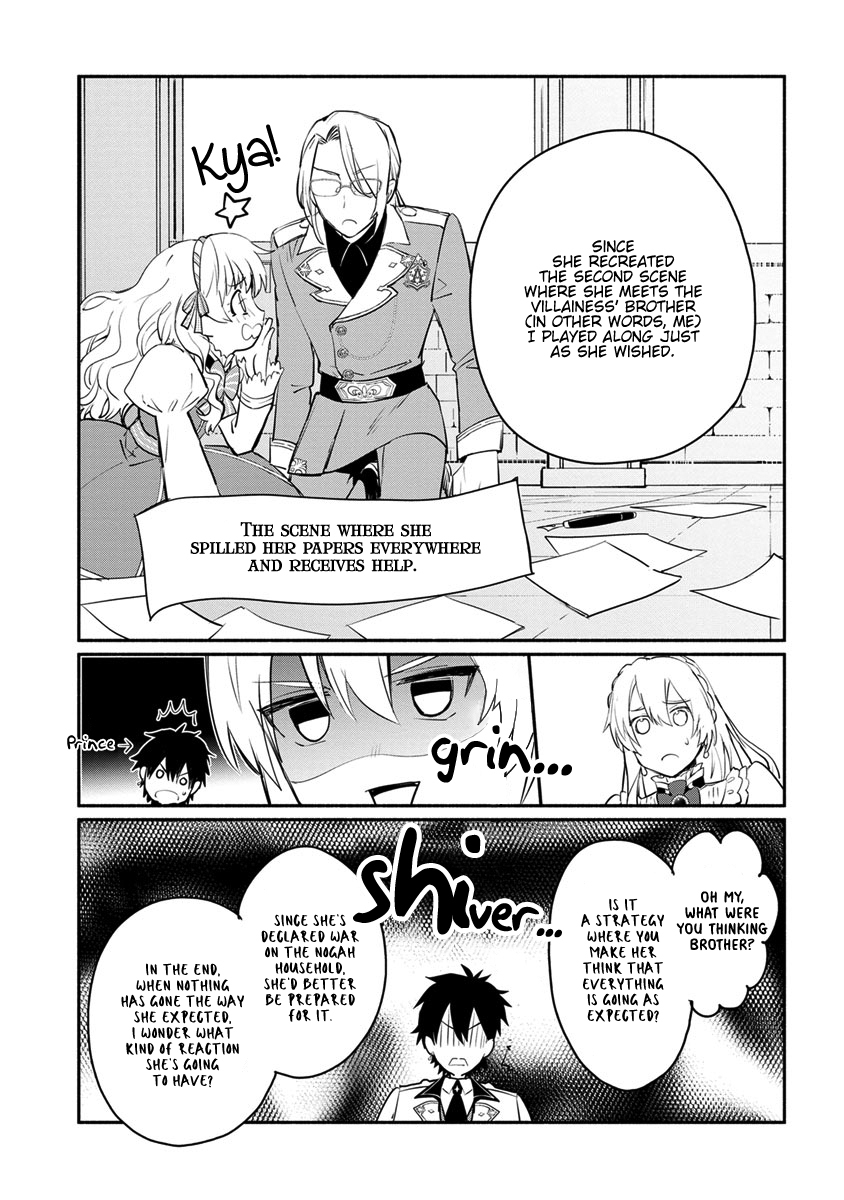 SINCE
SHE RECREATED
THE SECOND SCENE
WHERE SHE MEETS THE
VILLAINESS' BROTHER
(IN OTHER WORDS, ME)
I PLAYED ALONG JUST
AS SHE WISHED.
Kya!
THE SCENE WHERE SHE
SPILLED HER PAPERS EVERYWHERE
AND RECEIVES HELP.
grin...
Prince→
OH MY,
WHAT WERE
YOU THINKING
BROTHER?
IS IT
A STRATEGY
WHERE YOU
MAKE HER
THINK THAT
EVERYTHING
IS GOING AS
EXPECTED?
shiver...
SINCE SHE'S
DECLARED WAR
ON THE NOGAH
HOUSEHOLD,
SHE'D BETTER
BE PREPARED
FOR IT.
IN THE END,
WHEN NOTHING
HAS GONE THE WAY
SHE EXPECTED,
I WONDER WHAT
KIND OF REACTION
SHE'S GOING
TO HAVE?